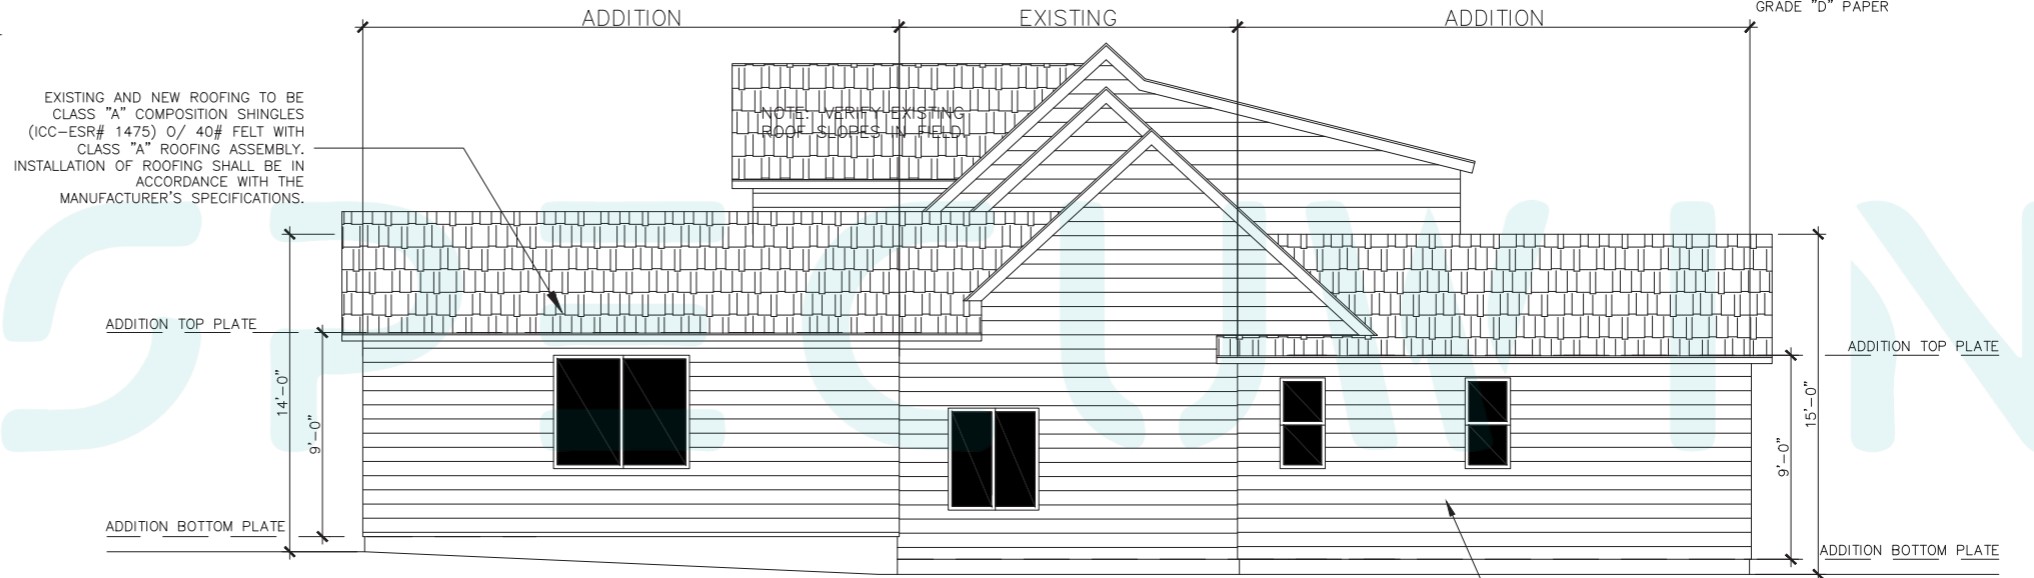 ADDITION
EXISTING
ADDITION
GRADE "D" PAPER
EXISTING AND NEW ROOFING TO BE
CLASS "A" COMPOSITION SHINGLES
(ICC-ESR# 1475) O/ 40# FELT WITH
CLASS "A" ROOFING ASSEMBLY.
INSTALLATION OF ROOFING SHALL BE IN
ACCORDANCE WITH THE
MANUFACTURER'S SPECIFICATIONS.
NOTE: VERIFY EXISTING
ROOF SLOPES IN FIELD.
SPECUWIN
ADDITION TOP PLATE
ADDITION TOP PLATE
14'-0"
9'-0"
15'-0"
9'-0"
ADDITION BOTTOM PLATE
ADDITION BOTTOM PLATE